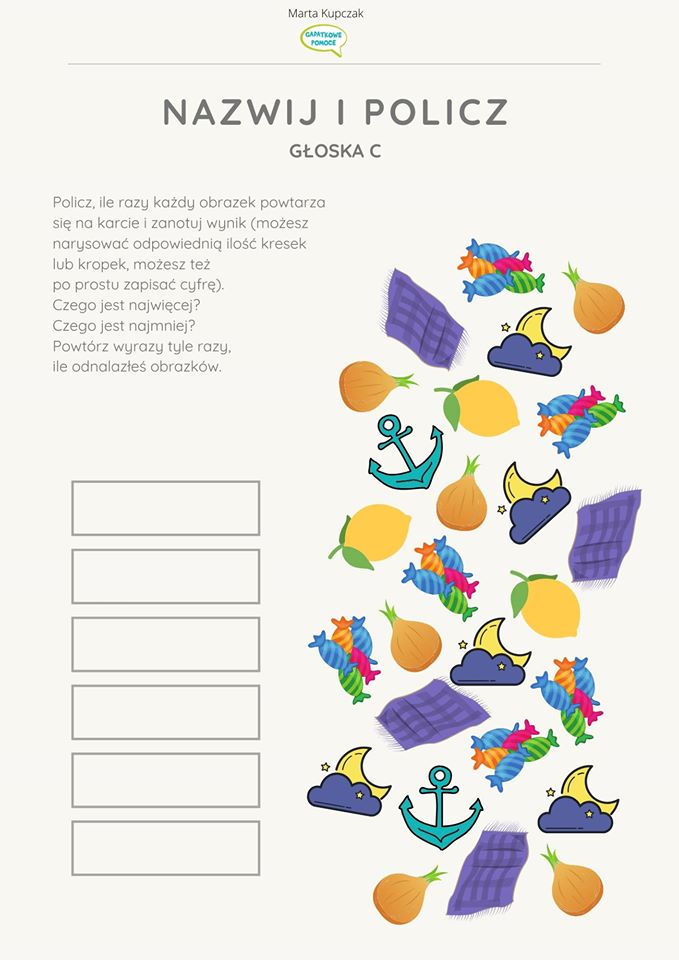 Marta Kupczak
GAPATKOWE
POMOCE
NAZWIJ I POLICZ
GŁOSKA C
Policz, ile razy każdy obrazek powtarza
się na karcie i zanotuj wynik (możesz
narysować odpowiednią ilość kresek
lub kropek, możesz też
po prostu zapisać cyfrę).
Czego jest najwięcej?
Czego jest najmniej?
Powtórz wyrazy tyle razy,
ile odnalazłeś obrazków.